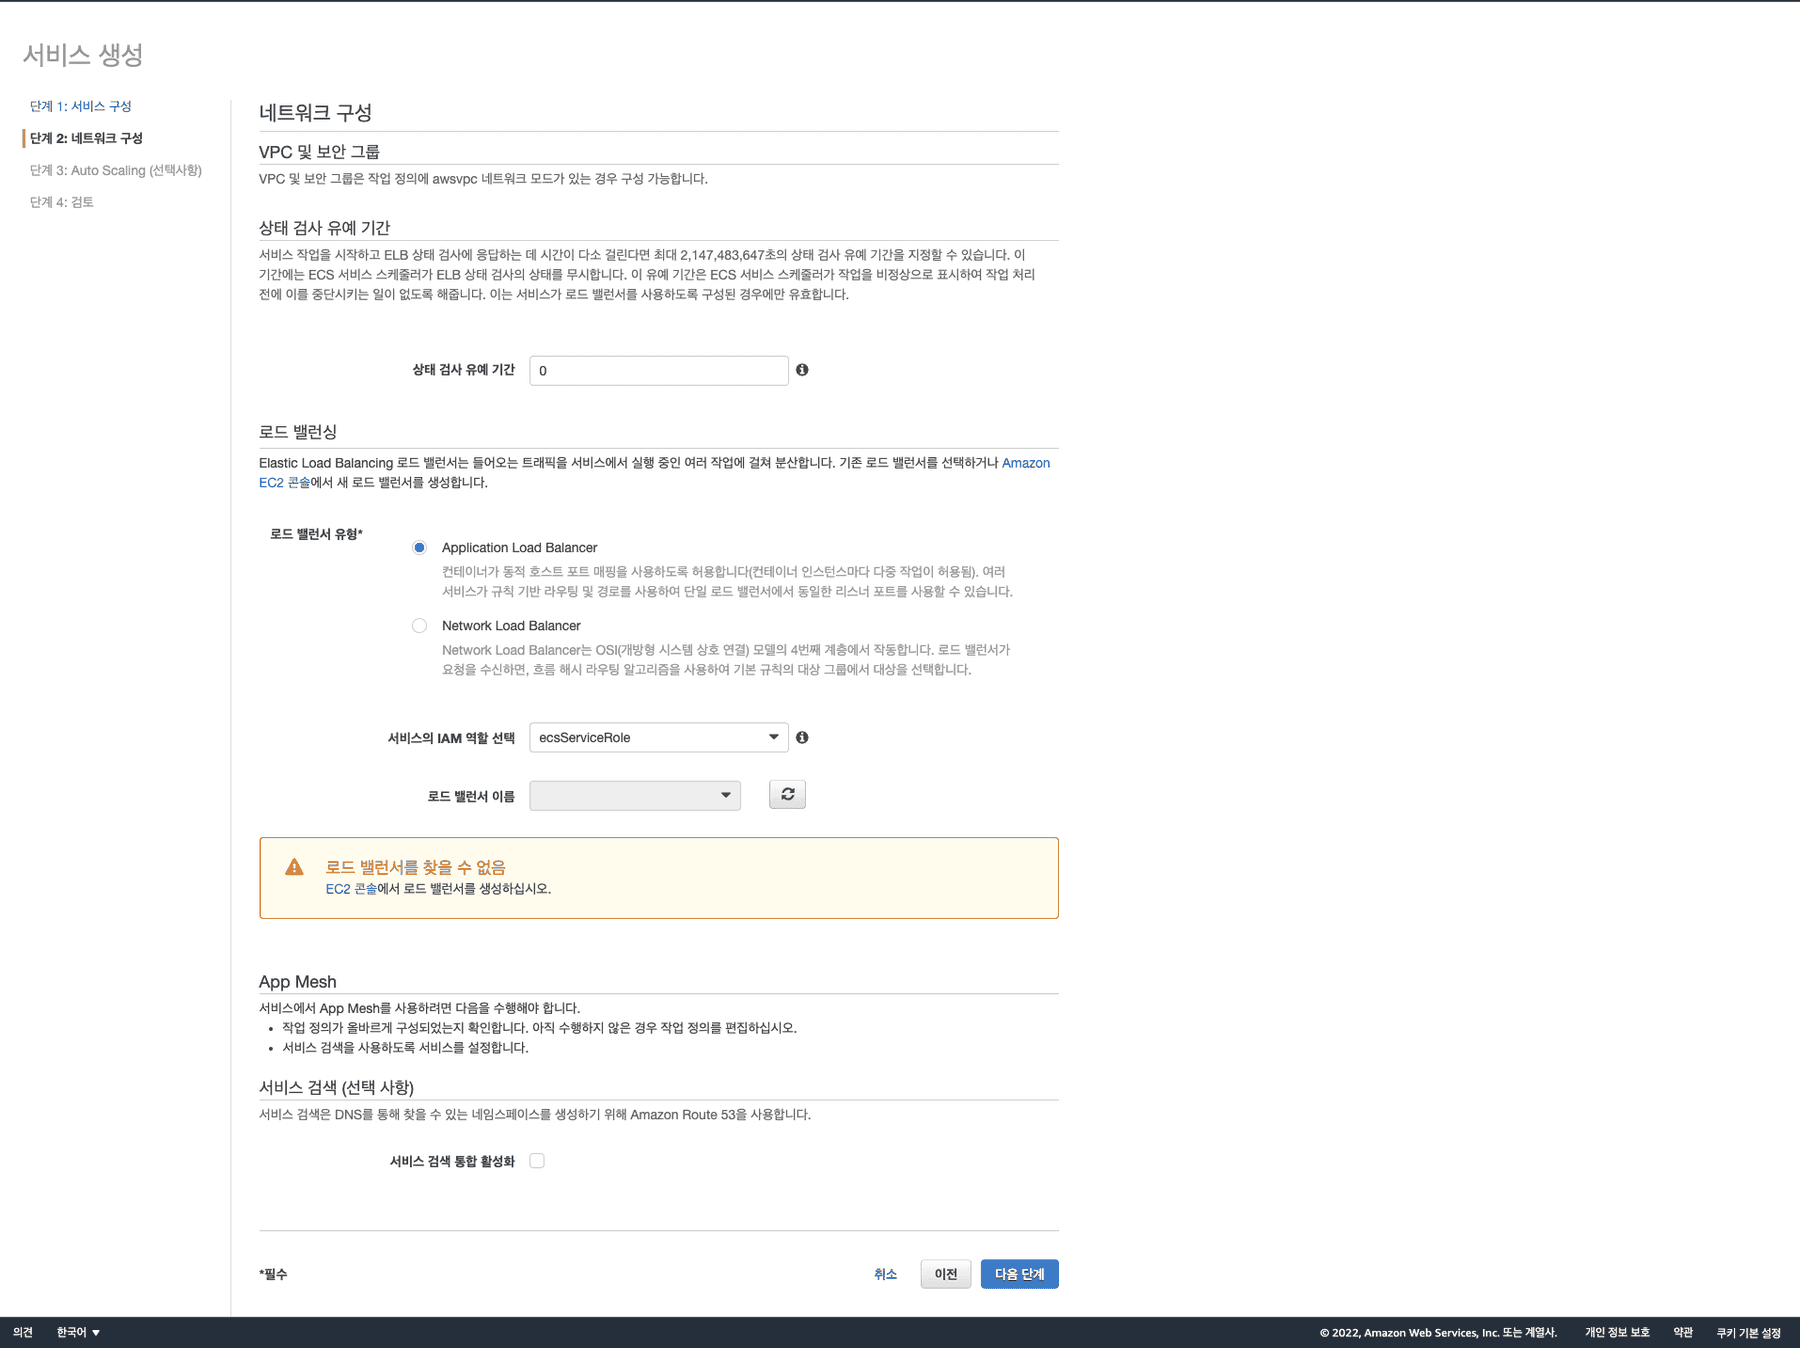 서비스 생성
단계 1: 서비스 구성
단계 2: 네트워크 구성
단계 3: Auto Scaling (선택사항)
단계 4: 검토
네트워크 구성
VPC 및 보안 그룹
VPC 및 보안 그룹은 작업 정의에 awsvpc 네트워크 모드가 있는 경우 구성 가능합니다.
상태 검사 유예 기간
서비스 작업을 시작하고 ELB 상태 검사에 응답하는 데 시간이 다소 걸린다면 최대 2,147,483,647초의 상태 검사 유예 기간을 지정할 수 있습니다. 이
기간에는 ECS 서비스 스케줄러가 ELB 상태 검사의 상태를 무시합니다. 이 유예 기간은 ECS 서비스 스케줄러가 작업을 비정상으로 표시하여 작업 처리
전에 이를 중단시키는 일이 없도록 해줍니다. 이는 서비스가 로드 밸런서를 사용하도록 구성된 경우에만 유효합니다.
상태 검사 유예 기간 0
로드 밸런싱
Elastic Load Balancing 로드 밸런서는 들어오는 트래픽을 서비스에서 실행 중인 여러 작업에 걸쳐 분산합니다. 기존 로드 밸런서를 선택하거나 Amazon
EC2 콘솔에서 새 로드 밸런서를 생성합니다.
로드 밸런서 유형*
Application Load Balancer
컨테이너가 동적 호스트 포트 매핑을 사용하도록 허용합니다(컨테이너 인스턴스마다 다중 작업이 허용됨). 여러
서비스가 규칙 기반 라우팅 및 경로를 사용하여 단일 로드 밸런서에서 동일한 리스너 포트를 사용할 수 있습니다.
Network Load Balancer
Network Load Balancer는 OSI(개방형 시스템 상호 연결) 모델의 4번째 계층에서 작동합니다. 로드 밸런서가
요청을 수신하면, 흐름 해시 라우팅 알고리즘을 사용하여 기본 규칙의 대상 그룹에서 대상을 선택합니다.
서비스의 IAM 역할 선택 ecsServiceRole
로드 밸런서 이름
로드 밸런서를 찾을 수 없음
EC2 콘솔에서 로드 밸런서를 생성하십시오.
App Mesh
서비스에서 App Mesh를 사용하려면 다음을 수행해야 합니다.
• 작업 정의가 올바르게 구성되었는지 확인합니다. 아직 수행하지 않은 경우 작업 정의를 편집하십시오.
• 서비스 검색을 사용하도록 서비스를 설정합니다.
서비스 검색 (선택 사항)
서비스 검색은 DNS를 통해 찾을 수 있는 네임스페이스를 생성하기 위해 Amazon Route 53을 사용합니다.
서비스 검색 통합 활성화
*필수 취소 이전 다음 단계
의견 한국어 ▼ © 2022, Amazon Web Services, Inc. 또는 계열사. 개인 정보 보호 약관 쿠키 기본 설정